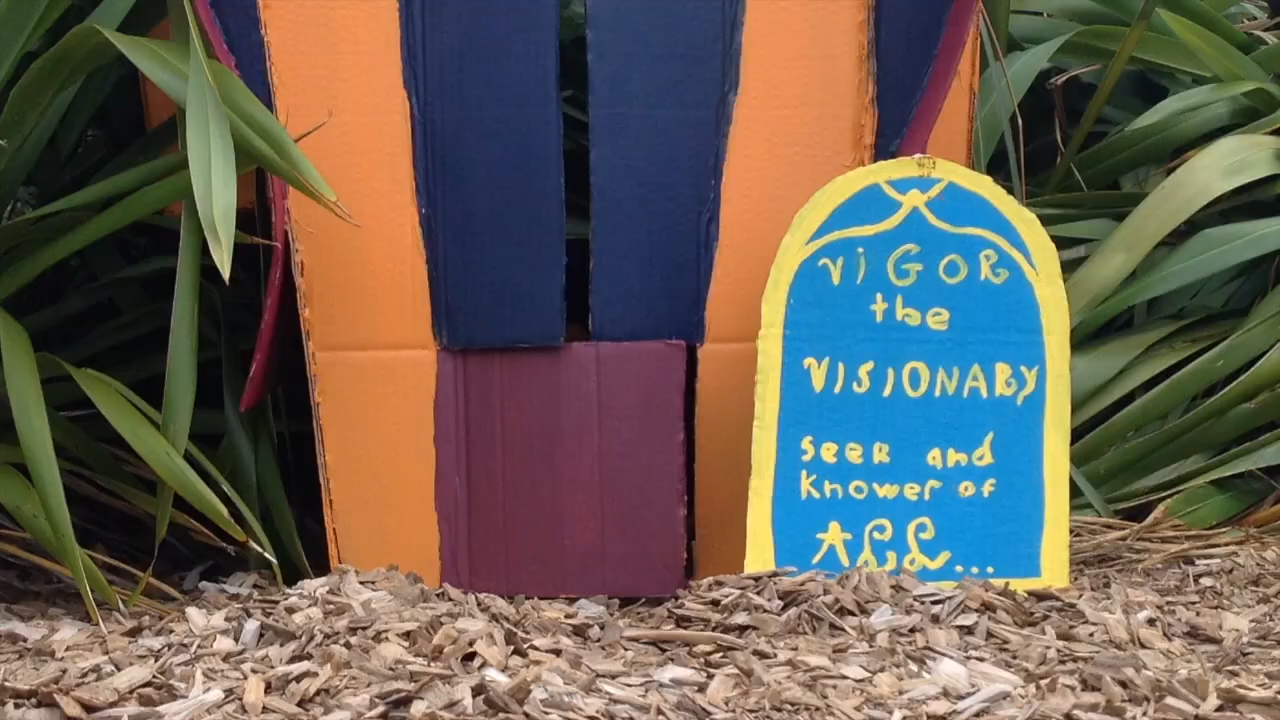 ViGOR
the
VISIONARY
seeR and
Knower of
ALL...